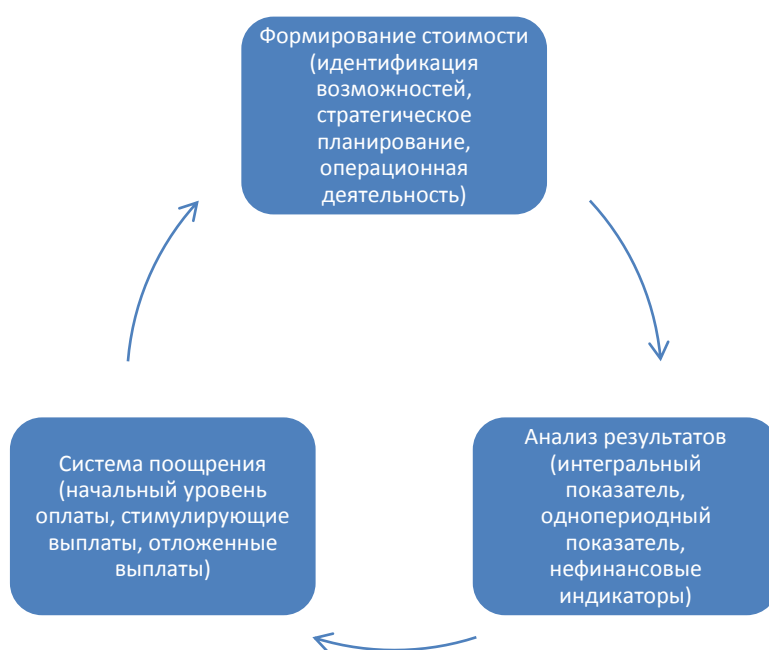 Формирование стоимости
(идентификация
возможностей,
стратегическое
планирование,
операционная
деятельность)
Анализ результатов
(интегральный
показатель,
однопериодный
показатель,
нефинансовые
индикаторы)
Система поощрения
(начальный уровень
оплаты, стимулирующие
выплаты, отложенные
выплаты)